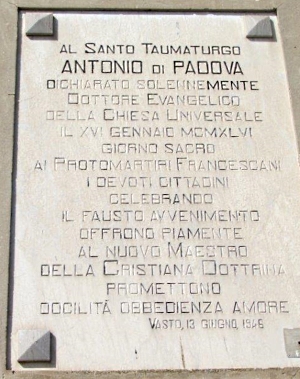 AL SANTO TAUMATURGO
ANTONIO DI PADOVA
DICHIARATO SOLENNEMENTE
DOTTORE EVANGELICO
DELLA CHIESA UNIVERSALE
IL XVI GENNAIO MCMXLVI
GIORNO SACRO
AI PROTOMARTIRI FRANCESCANI
I DEVOTI CITTADINI
CELEBRANDO
IL FAUSTO AVVENIMENTO
OFFRONO PIAMENTE
AL NUOVO MAESTRO
DELLA CRISTIANA DOTTRINA
PROMETTONO
DOCILITÀ OBBEDIENZA AMORE
VASTO, 13 GIUGNO, 1946